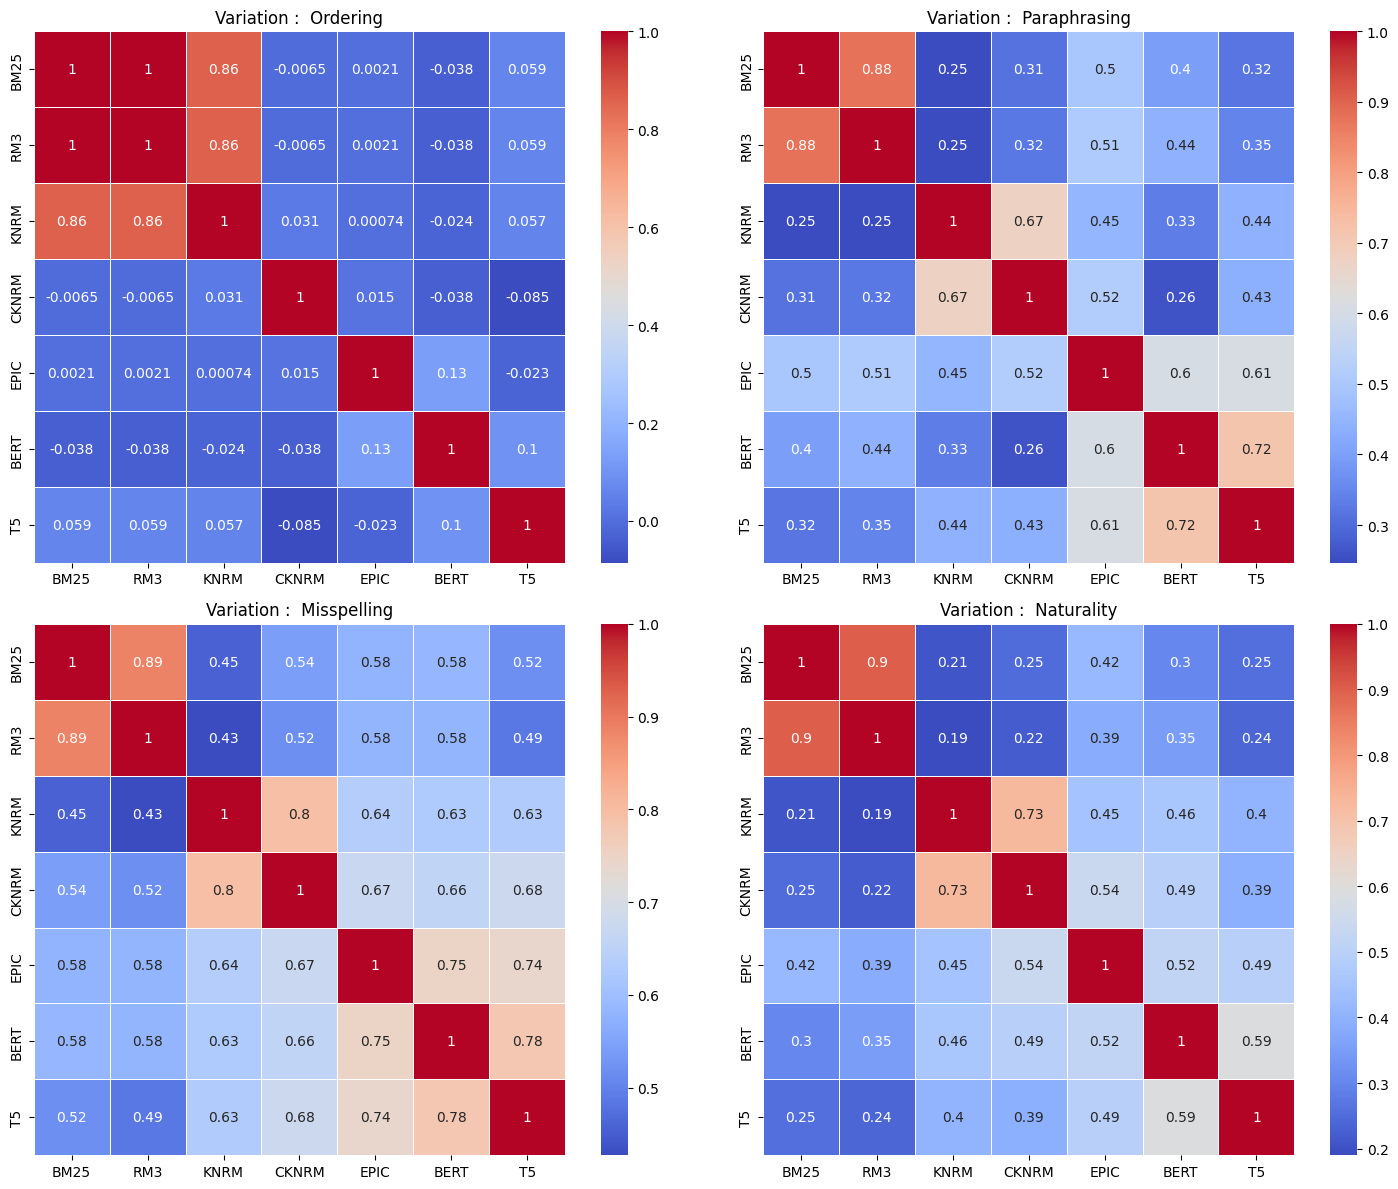 Variation :  Ordering
BM25 1 1 0.86 -0.0065 0.0021 -0.038 0.059
RM3 1 1 0.86 -0.0065 0.0021 -0.038 0.059
KNRM 0.86 0.86 1 0.031 0.00074 -0.024 0.057
CKNRM -0.0065 -0.0065 0.031 1 0.015 -0.038 -0.085
EPIC 0.0021 0.0021 0.00074 0.015 1 0.13 -0.023
BERT -0.038 -0.038 -0.024 -0.038 0.13 1 0.1
T5 0.059 0.059 0.057 -0.085 -0.023 0.1 1
BM25 RM3 KNRM CKNRM EPIC BERT T5
1.0
0.8
0.6
0.4
0.2
0.0
Variation :  Paraphrasing
BM25 1 0.88 0.25 0.31 0.5 0.4 0.32
RM3 0.88 1 0.25 0.32 0.51 0.44 0.35
KNRM 0.25 0.25 1 0.67 0.45 0.33 0.44
CKNRM 0.31 0.32 0.67 1 0.52 0.26 0.43
EPIC 0.5 0.51 0.45 0.52 1 0.6 0.61
BERT 0.4 0.44 0.33 0.26 0.6 1 0.72
T5 0.32 0.35 0.44 0.43 0.61 0.72 1
BM25 RM3 KNRM CKNRM EPIC BERT T5
1.0
0.9
0.8
0.7
0.6
0.5
0.4
0.3
Variation :  Misspelling
BM25 1 0.89 0.45 0.54 0.58 0.58 0.52
RM3 0.89 1 0.43 0.52 0.58 0.58 0.49
KNRM 0.45 0.43 1 0.8 0.64 0.63 0.63
CKNRM 0.54 0.52 0.8 1 0.67 0.66 0.68
EPIC 0.58 0.58 0.64 0.67 1 0.75 0.74
BERT 0.58 0.58 0.63 0.66 0.75 1 0.78
T5 0.52 0.49 0.63 0.68 0.74 0.78 1
BM25 RM3 KNRM CKNRM EPIC BERT T5
1.0
0.9
0.8
0.7
0.6
0.5
Variation :  Naturality
BM25 1 0.9 0.21 0.25 0.42 0.3 0.25
RM3 0.9 1 0.19 0.22 0.39 0.35 0.24
KNRM 0.21 0.19 1 0.73 0.45 0.46 0.4
CKNRM 0.25 0.22 0.73 1 0.54 0.49 0.39
EPIC 0.42 0.39 0.45 0.54 1 0.52 0.49
BERT 0.3 0.35 0.46 0.49 0.52 1 0.59
T5 0.25 0.24 0.4 0.39 0.49 0.59 1
BM25 RM3 KNRM CKNRM EPIC BERT T5
1.0
0.9
0.8
0.7
0.6
0.5
0.4
0.3
0.2